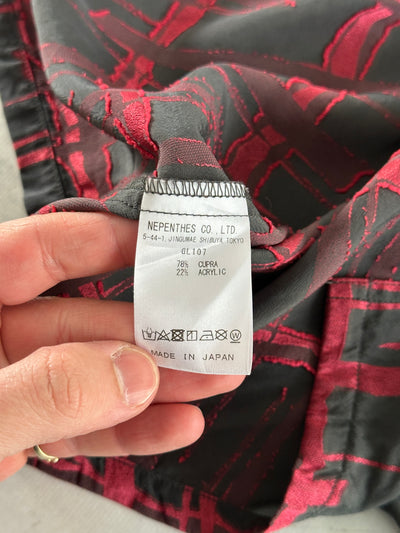 NEPENTHES CO.,LTD.
5-44-1, JINGUMAE SHIBUYA, TOKYO
GL107
78% CUPRA
22% ACRYLIC
MADE IN JAPAN